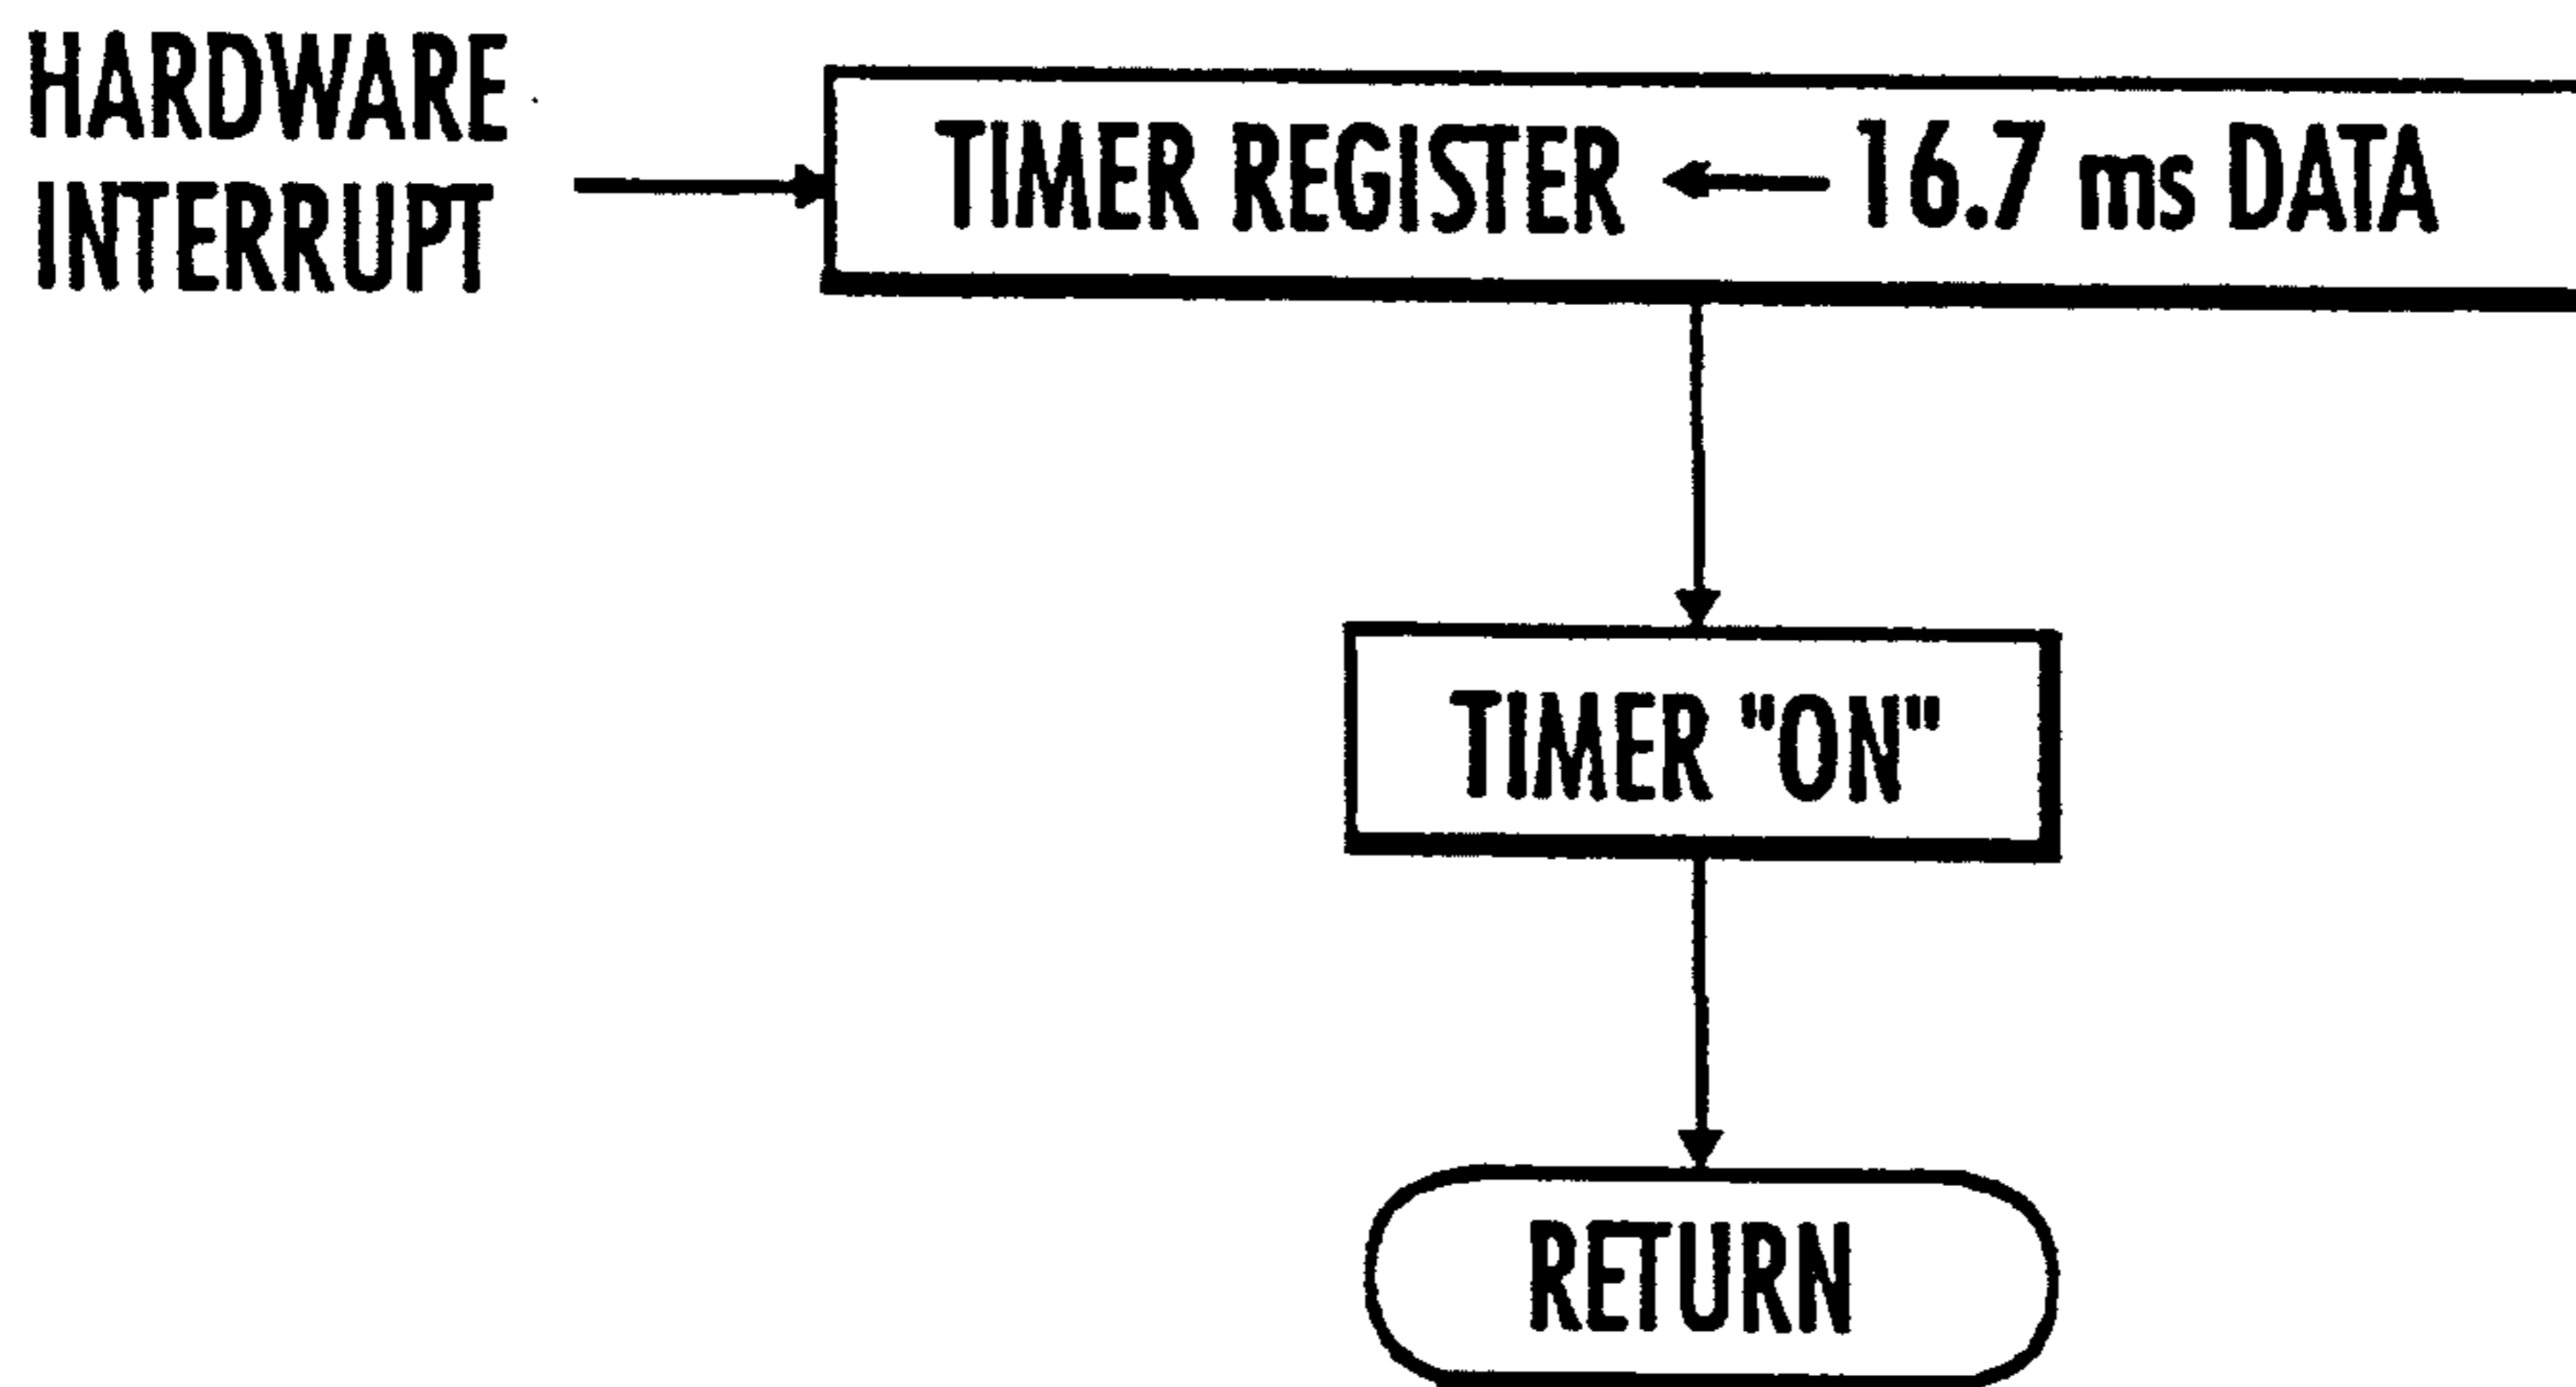 HARDWARE
INTERRUPT
TIMER REGISTER ← 16.7 ms DATA
TIMER "ON"
RETURN